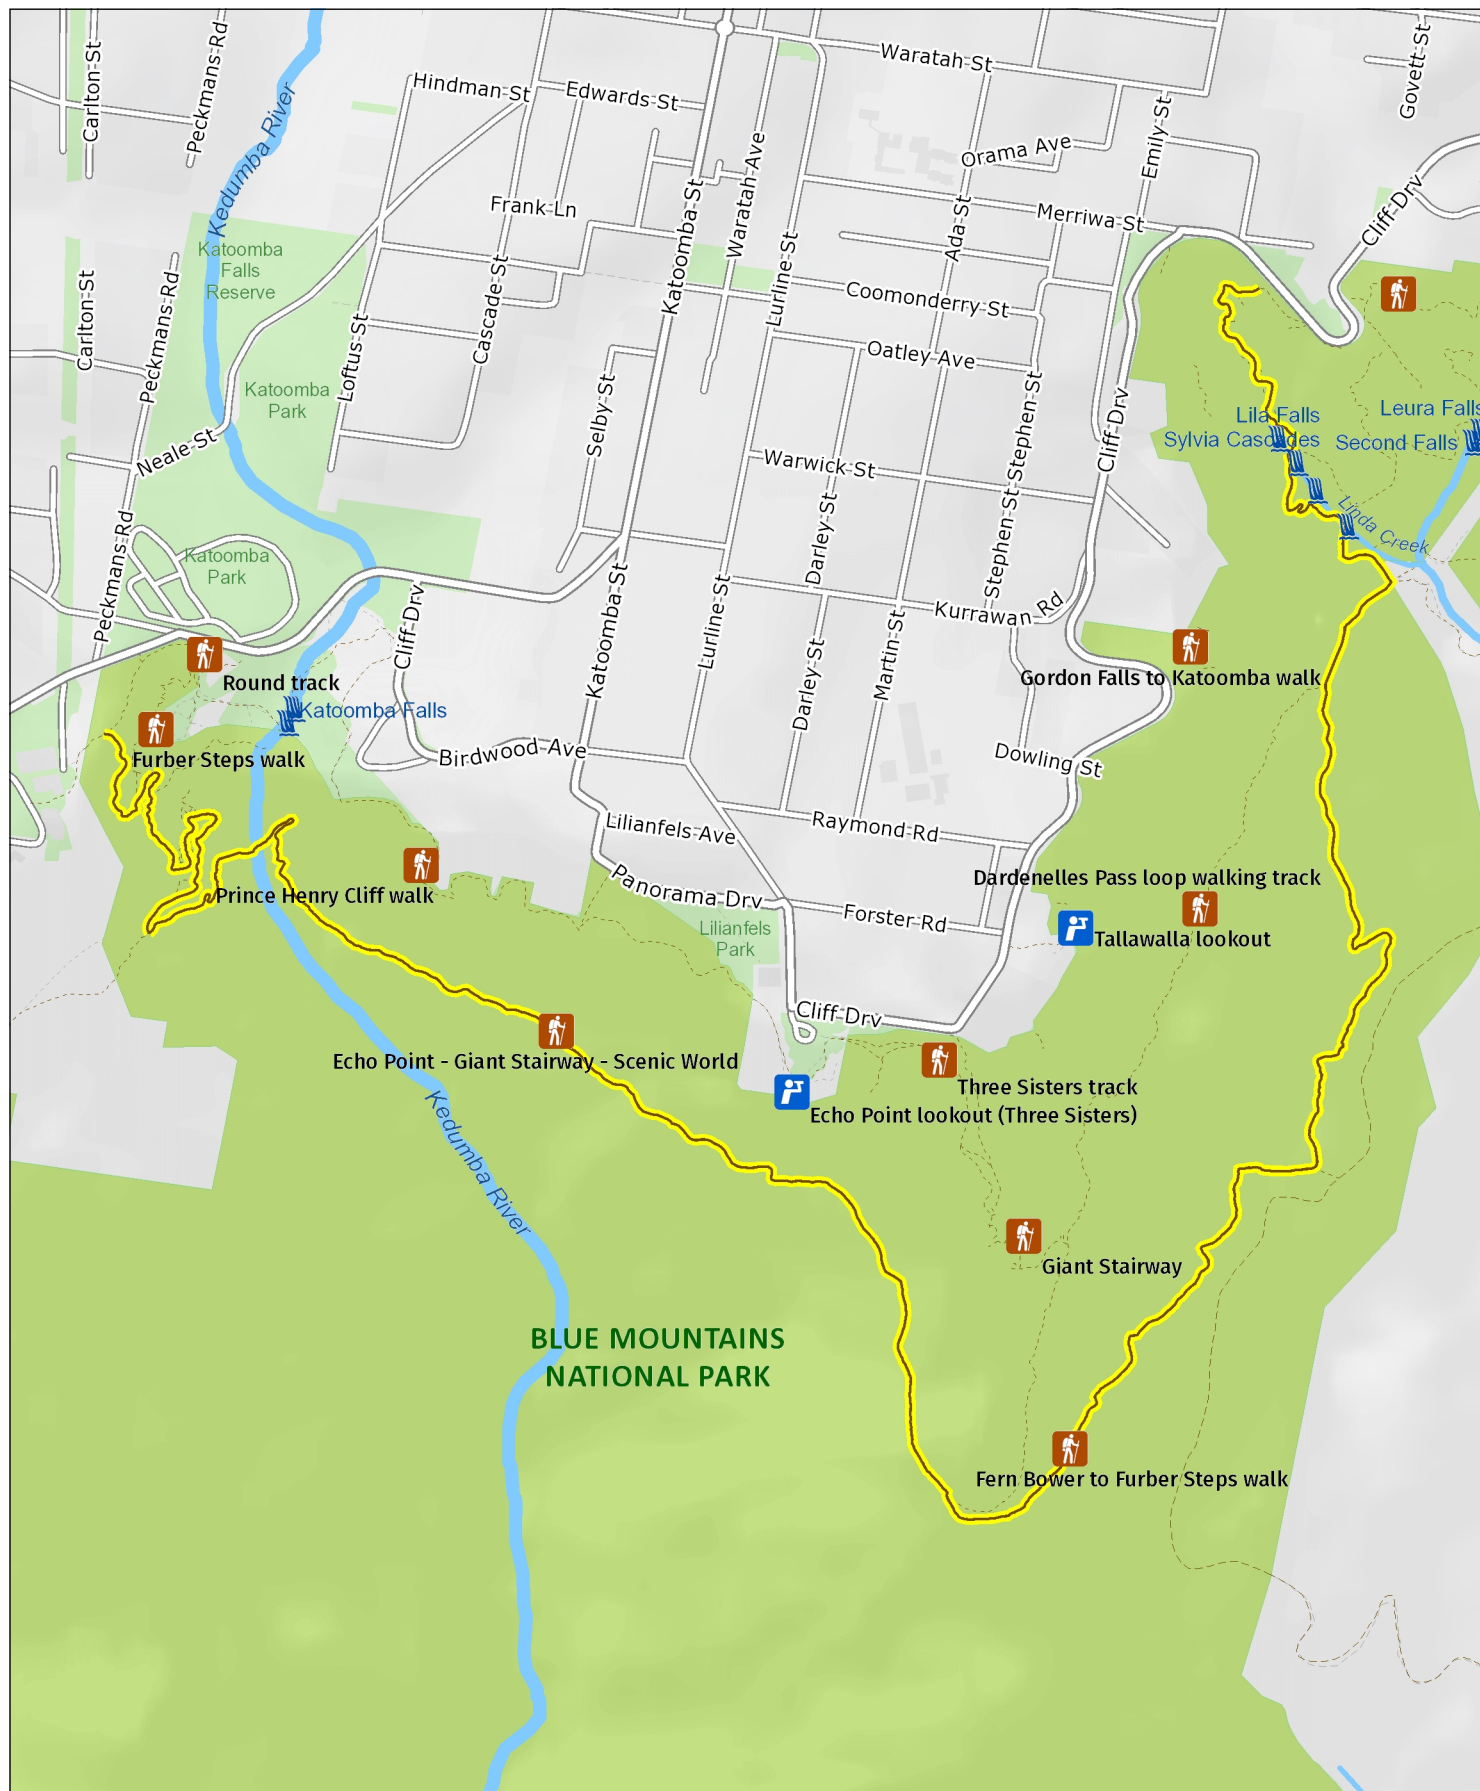 Waratah St
Govett-St
Carlton-St
Peckmans-Rd
Hindman-St
Edwards-St
Kedumba River
Emily-St
Orama Ave
Waratah-Ave
Frank-Ln
Katoomba-St
Merriwa-St
Cliff-Drv
Ada-St
Katoomba
Falls
Reserve
Lurline-St
Cascade-St
Carlton-St
Peckmans-Rd
Coomonderry-St
Loftus-St
Oatley-Ave
Katoomba
Park
Selby-St
Stephen-St
Stephen-St
Cliff-Drv
Lila Falls
Sylvia Cascades
Leura Falls
Second Falls
Neale-St
Warwick-St
Darley-St
Linda Creek
Peckmans-Rd
Katoomba
Park
Cliff-Drv
Katoomba-St
Lurline-St
Kurrawan-Rd
Martin-St
Darley-St
Round track
Gordon Falls to Katoomba walk
Katoomba Falls
Furber Steps walk
Birdwood Ave
Dowling St
Lilianfels Ave
Raymond-Rd
Prince Henry Cliff walk
Panorama Drv
Dardenelles Pass loop walking track
Forster-Rd
Lilianfels
Park
Tallawalla lookout
Cliff-Drv
Echo Point - Giant Stairway - Scenic World
Three Sisters track
Echo Point lookout (Three Sisters)
Kedumba River
Giant Stairway
BLUE MOUNTAINS
NATIONAL PARK
Fern Bower to Furber Steps walk